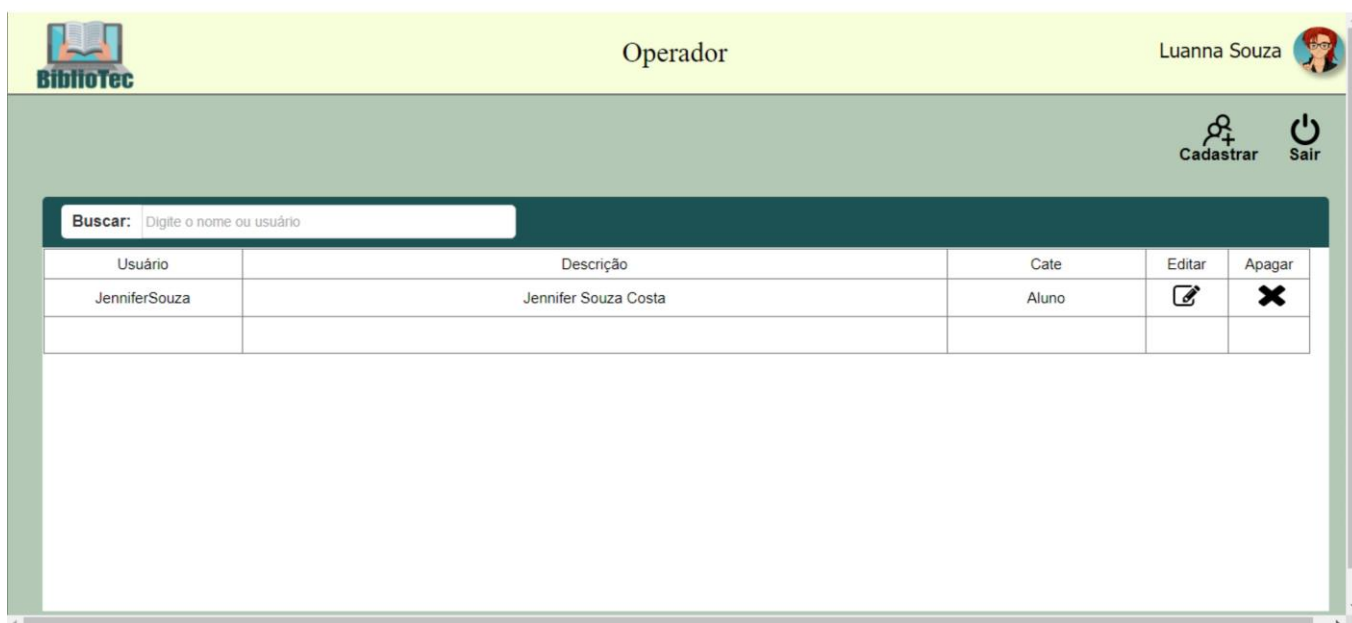 BiblioTec
Operador
Luanna Souza
Cadastrar
Sair
Buscar: Digite o nome ou usuário
Usuário Descrição Cate Editar Apagar
JenniferSouza Jennifer Souza Costa Aluno